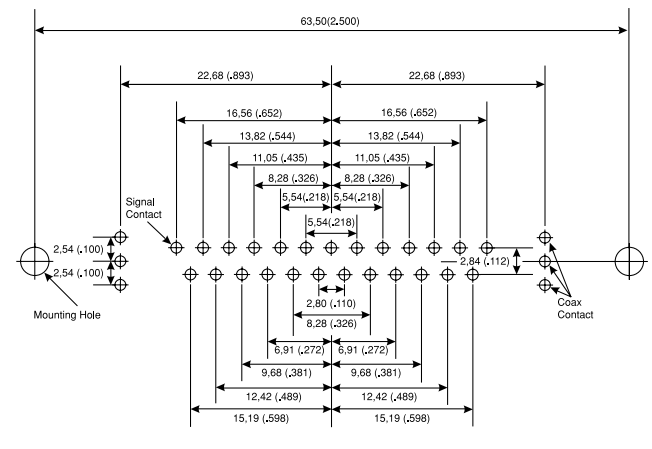 63,50(2.500)
22,68 (.893) 22,68 (.893)
16,56 (.652) 16,56 (.652)
13,82 (.544) 13,82 (.544)
11,05 (.435) 11,05 (.435)
8,28 (.326) 8,28 (.326)
5,54(.218) 5,54(.218)
Signal
Contact
5,54(.218)
2,54 (.100)
2,84 (.112)
2,54 (.100)
Mounting Hole
2,80 (.110)
Coax
Contact
8,28 (.326)
6,91 (.272) 6,91 (.272)
9,68 (.381) 9,68 (.381)
12,42 (.489) 12,42 (.489)
15,19 (.598) 15,19 (.598)